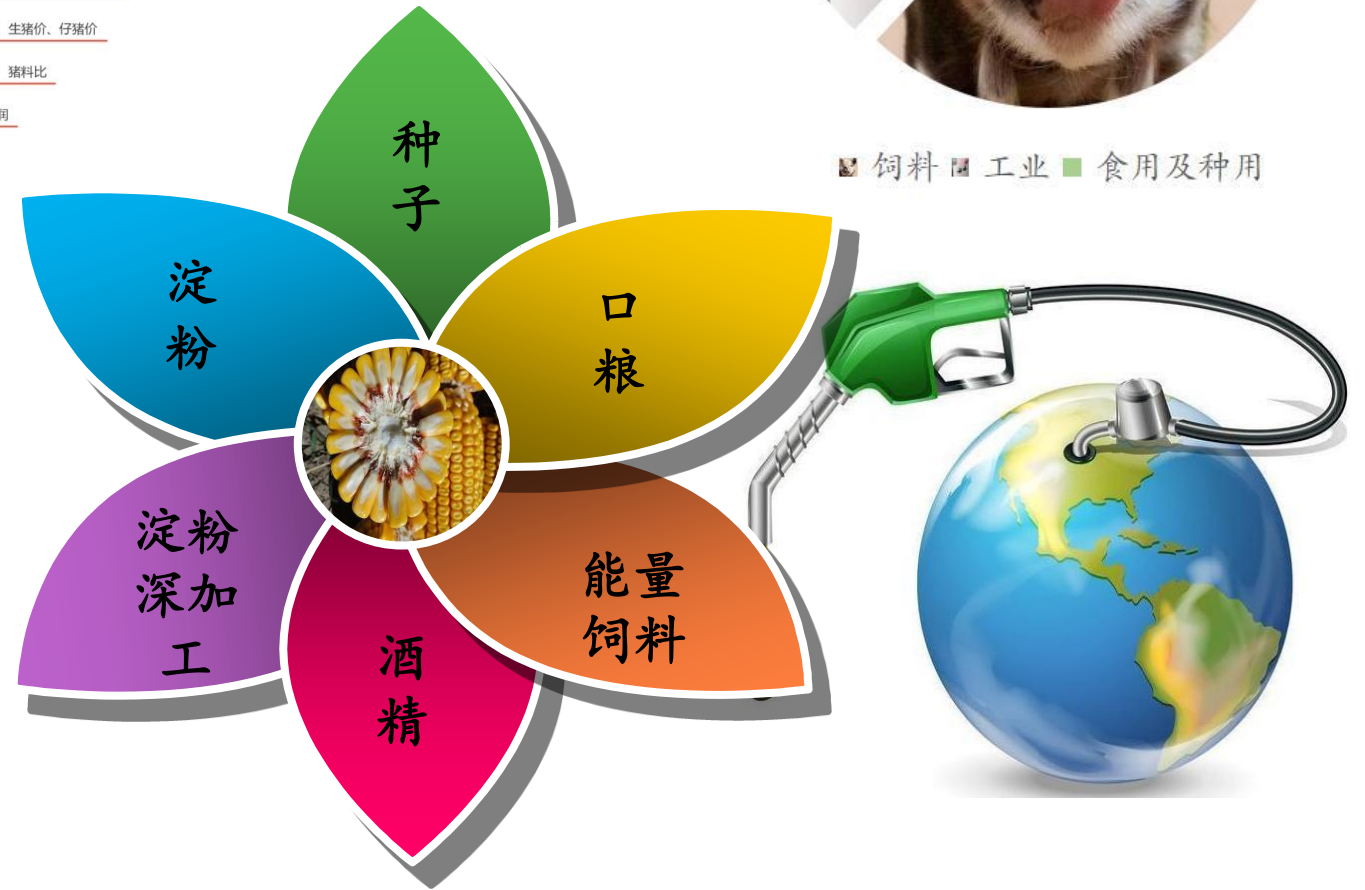 生猪价、仔猪价
猪料比
润
饲料 工业 食用及种用
种
子
淀
粉
口
粮
淀粉
深加
工
能量
饲料
酒
精